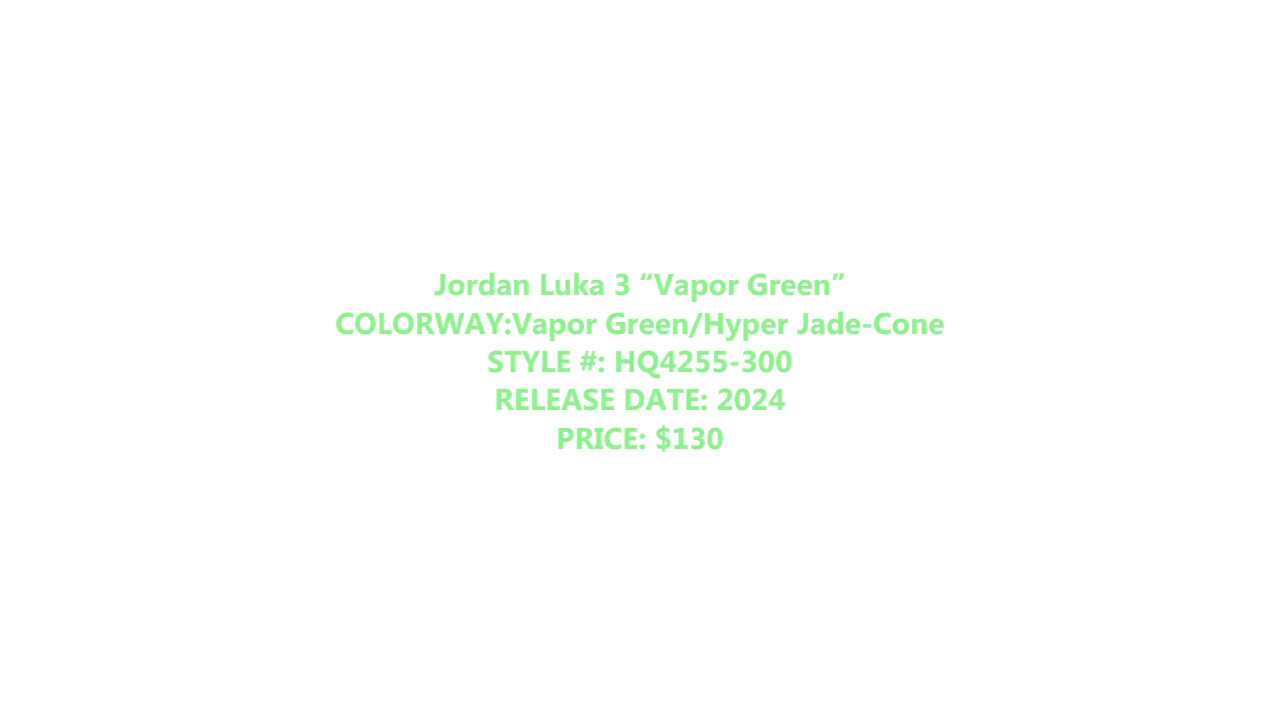 Jordan Luka 3 “Vapor Green”
COLORWAY:Vapor Green/Hyper Jade-Cone
STYLE #: HQ4255-300
RELEASE DATE: 2024
PRICE: $130